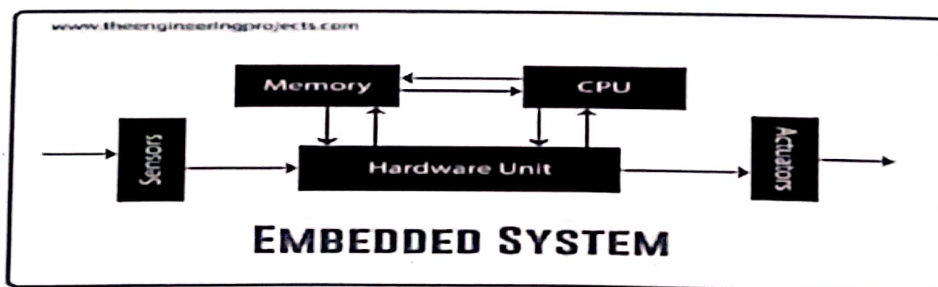 www.theengineeringprojects.com
Memory
CPU
Sensors
Hardware Unit
Actuators
EMBEDDED SYSTEM